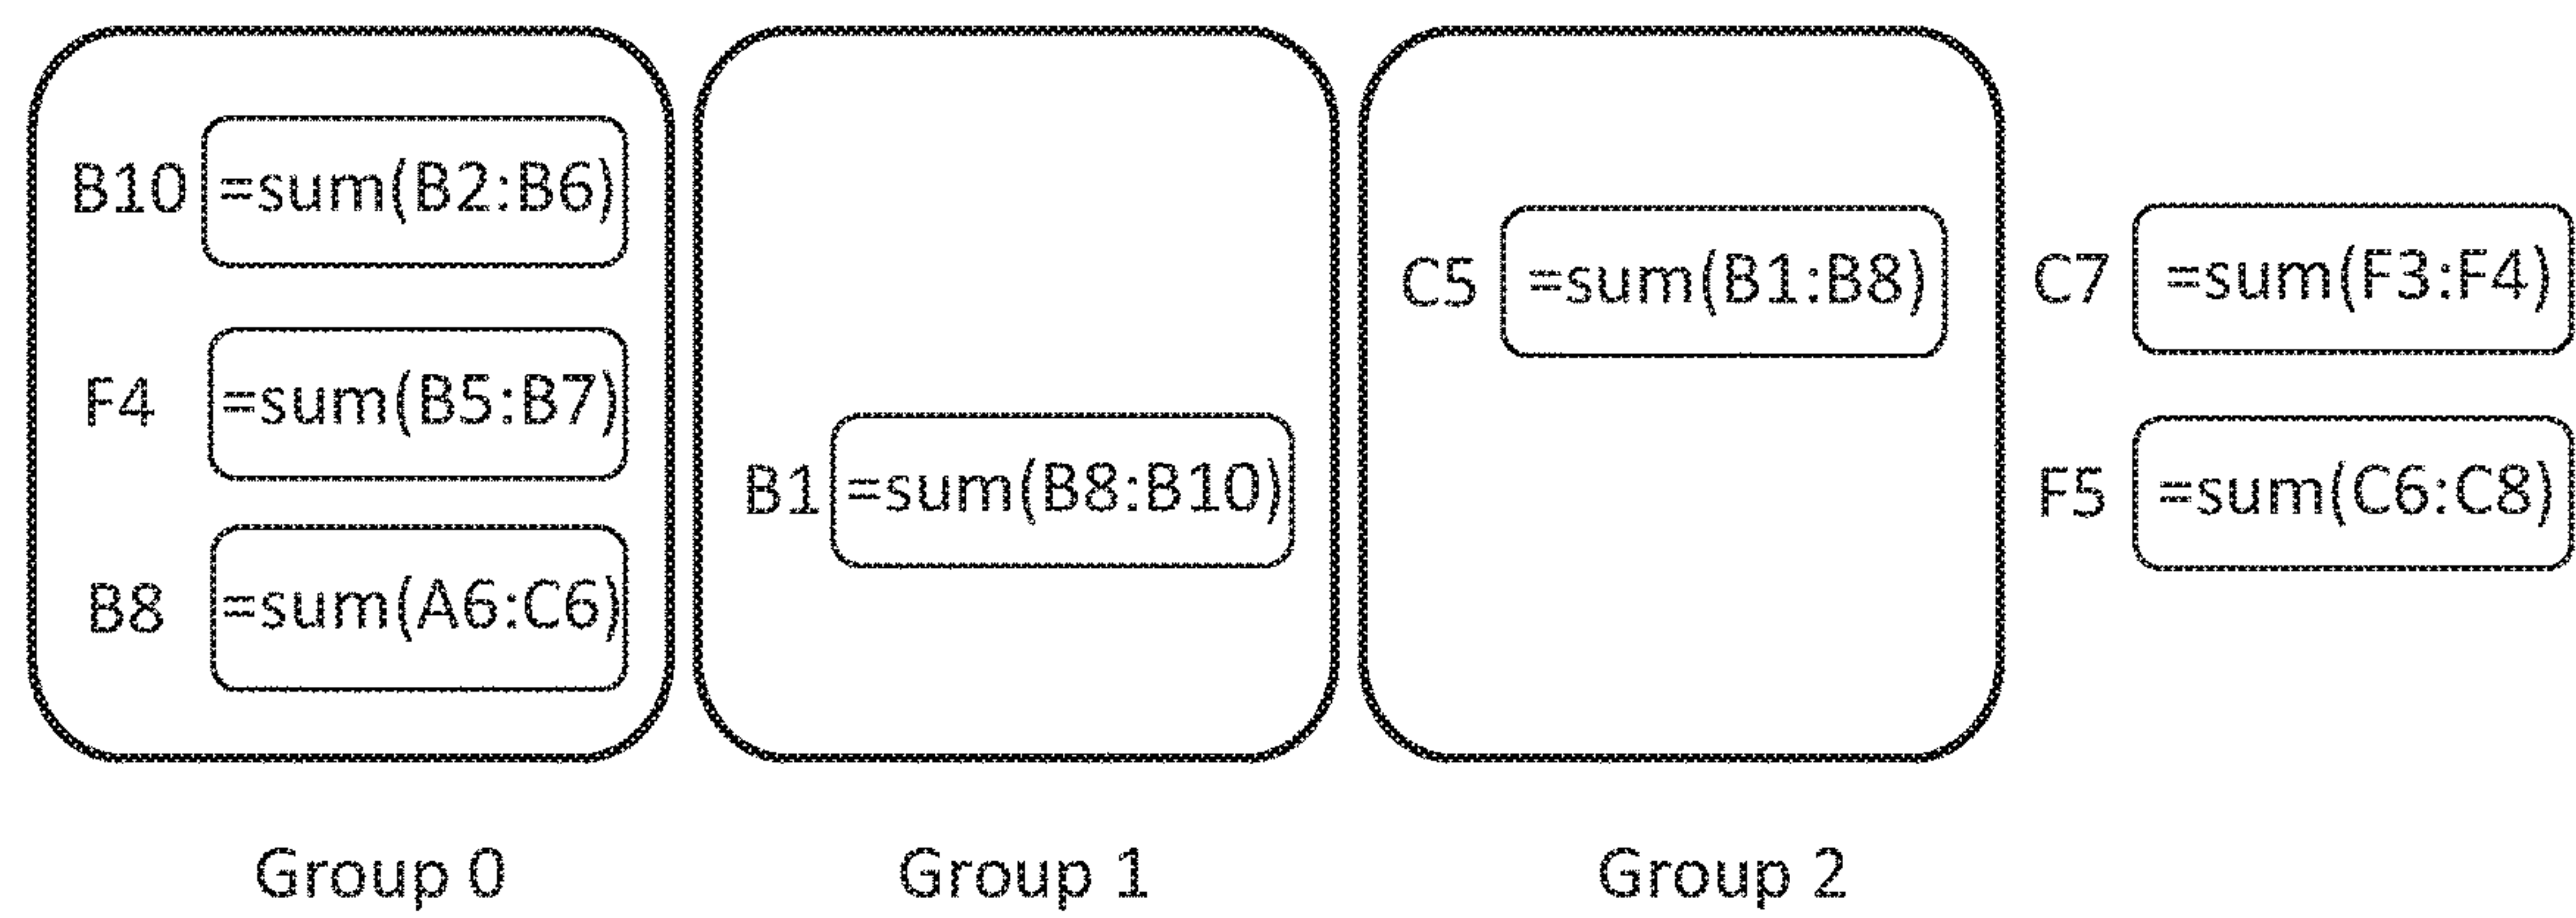 B10 =sum(B2:B6)
F4 =sum(B5:B7)
B8 =sum(A6:C6)
Group 0
B1 =sum(B8:B10)
Group 1
C5 =sum(B1:B8)
Group 2
C7 =sum(F3:F4)
F5 =sum(C6:C8)